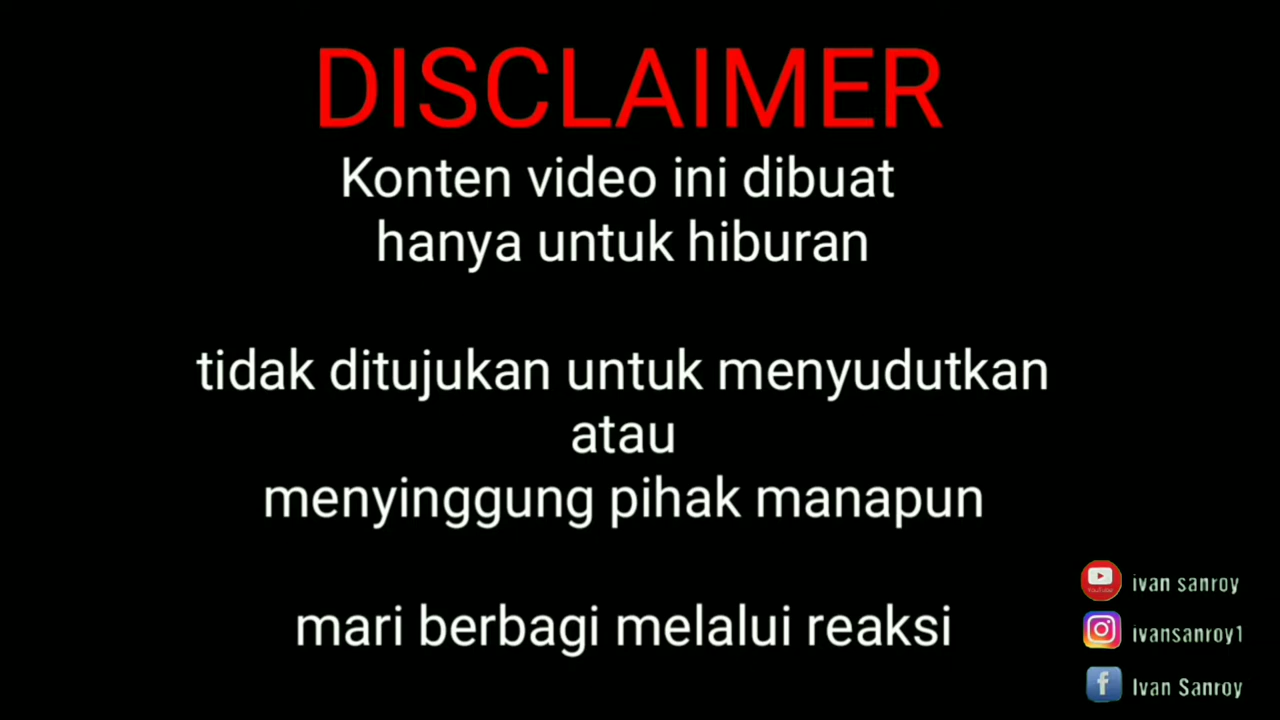 DISCLAIMER
Konten video ini dibuat
hanya untuk hiburan
tidak ditujukan untuk menyudutkan
atau
menyinggung pihak manapun
mari berbagi melalui reaksi
YouTube
ivan sanroy
ivansanroy1
f
Ivan Sanroy